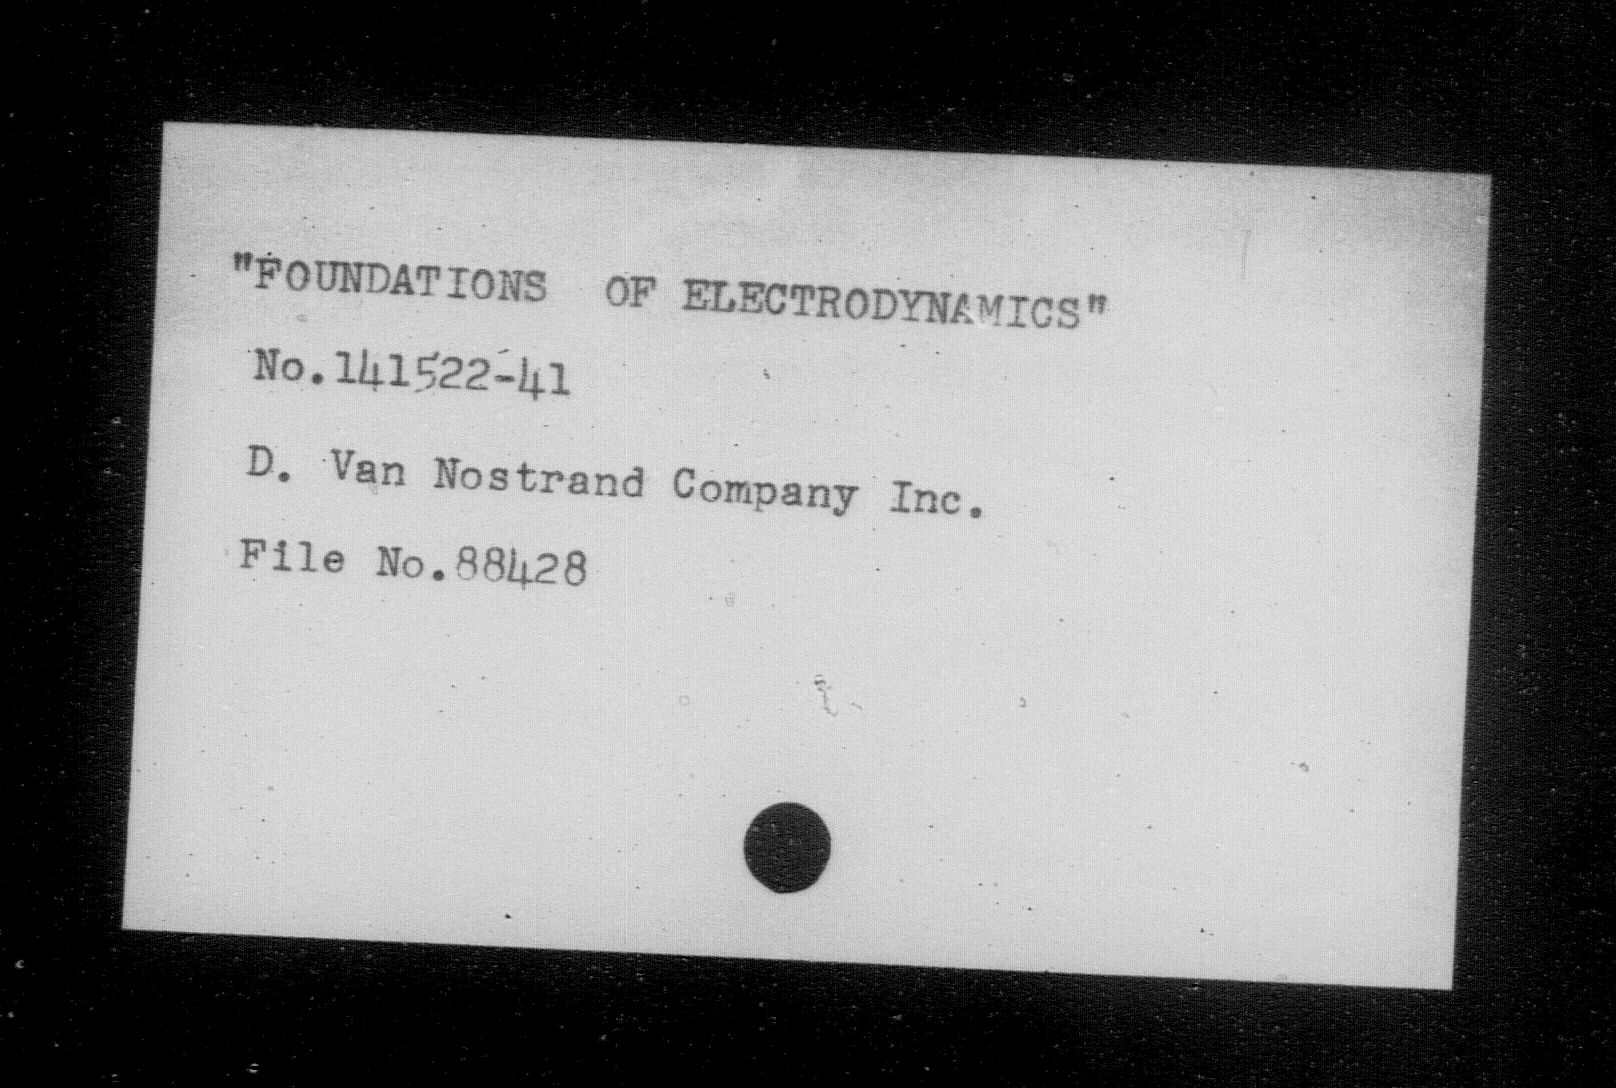 "FOUNDATIONS OF ELECTRODYNAMICS"
No.141522-41
D. Van Nostrand Company Inc.
File No.88428